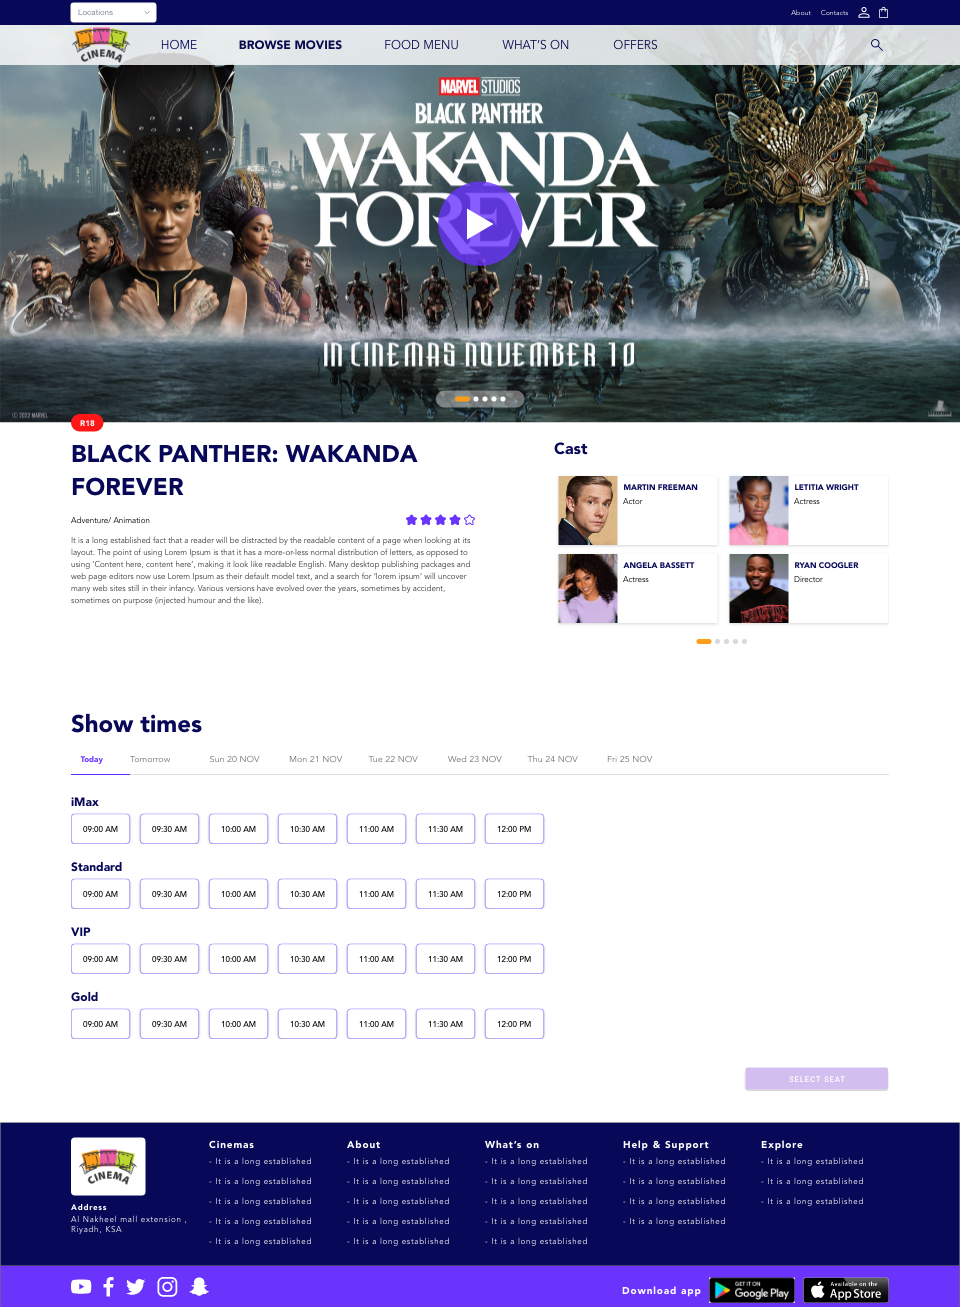 Locations
About Contacts
CINEMA
HOME BROWSE MOVIES FOOD MENU WHAT'S ON OFFERS
MARVEL STUDIOS
BLACK PANTHER
WAKANDA
FOREVER
IN CINEMAS NOVEMBER 10
© 2022 MARVEL
R18
BLACK PANTHER: WAKANDA
FOREVER
Adventure/ Animation
It is a long established fact that a reader will be distracted by the readable content of a page when looking at its
layout. The point of using Lorem Ipsum is that it has a more-or-less normal distribution of letters, as opposed to
using 'Content here, content here', making it look like readable English. Many desktop publishing packages and
web page editors now use Lorem Ipsum as their default model text, and a search for 'lorem ipsum' will uncover
many web sites still in their infancy. Various versions have evolved over the years, sometimes by accident,
sometimes on purpose (injected humour and the like).
Cast
MARTIN FREEMAN
Actor
LETITIA WRIGHT
Actress
ANGELA BASSETT
Actress
RYAN COOGLER
Director
Show times
Today Tomorrow Sun 20 NOV Mon 21 NOV Tue 22 NOV Wed 23 NOV Thu 24 NOV Fri 25 NOV
iMax
09:00 AM 09:30 AM 10:00 AM 10:30 AM 11:00 AM 11:30 AM 12:00 PM
Standard
09:00 AM 09:30 AM 10:00 AM 10:30 AM 11:00 AM 11:30 AM 12:00 PM
VIP
09:00 AM 09:30 AM 10:00 AM 10:30 AM 11:00 AM 11:30 AM 12:00 PM
Gold
09:00 AM 09:30 AM 10:00 AM 10:30 AM 11:00 AM 11:30 AM 12:00 PM
SELECT SEAT
CINEMA
Address
Al Nakheel mall extension ,
Riyadh, KSA
Cinemas
- It is a long established
- It is a long established
- It is a long established
- It is a long established
- It is a long established
About
- It is a long established
- It is a long established
- It is a long established
- It is a long established
- It is a long established
What's on
- It is a long established
- It is a long established
- It is a long established
- It is a long established
- It is a long established
Help & Support
- It is a long established
- It is a long established
- It is a long established
- It is a long established
Explore
- It is a long established
- It is a long established
- It is a long established
Download app
GET IT ON
Google Play
Available on the
App Store